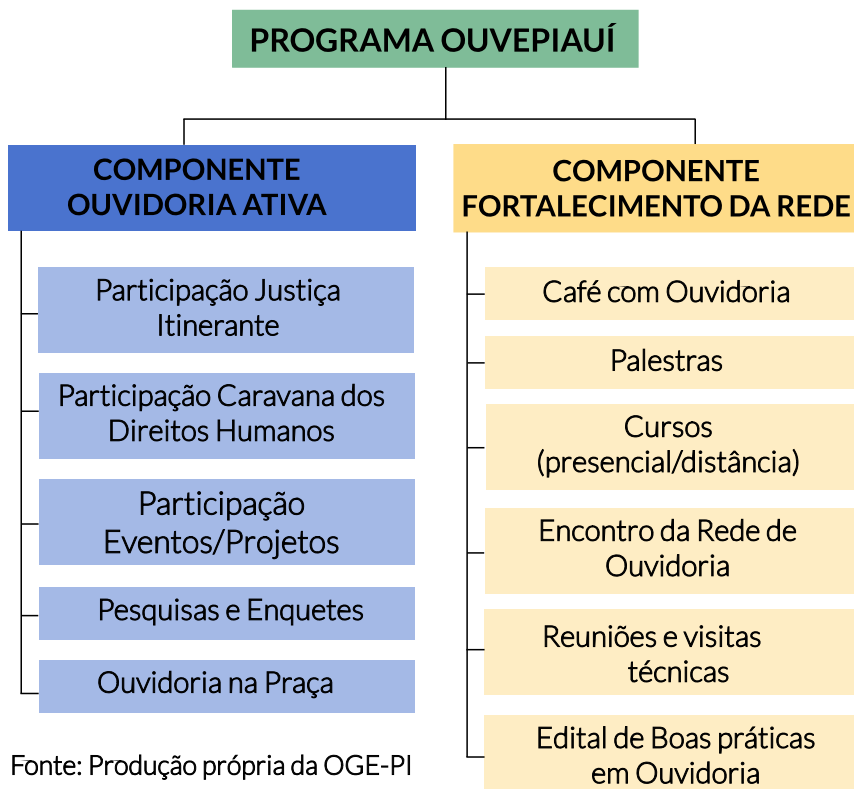 PROGRAMA OUVEPIAUÍ
COMPONENTE
OUVIDORIA ATIVA
Participação Justiça
Itinerante
Participação Caravana dos
Direitos Humanos
Participação
Eventos/Projetos
Pesquisas e Enquetes
Ouvidoria na Praça
COMPONENTE
FORTALECIMENTO DA REDE
Café com Ouvidoria
Palestras
Cursos
(presencial/distância)
Encontro da Rede de
Ouvidoria
Reuniões e visitas
técnicas
Edital de Boas práticas
em Ouvidoria
Fonte: Produção própria da OGE-PI